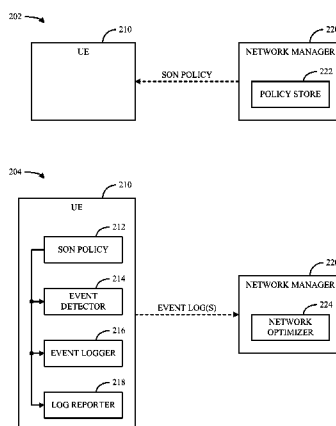 202
210
UE
SON POLICY
220
NETWORK MANAGER
222
POLICY STORE
204
210
UE
212
SON POLICY
214
EVENT DETECTOR
216
EVENT LOGGER
218
LOG REPORTER
EVENT LOG(S)
220
NETWORK MANAGER
224
NETWORK OPTIMIZER